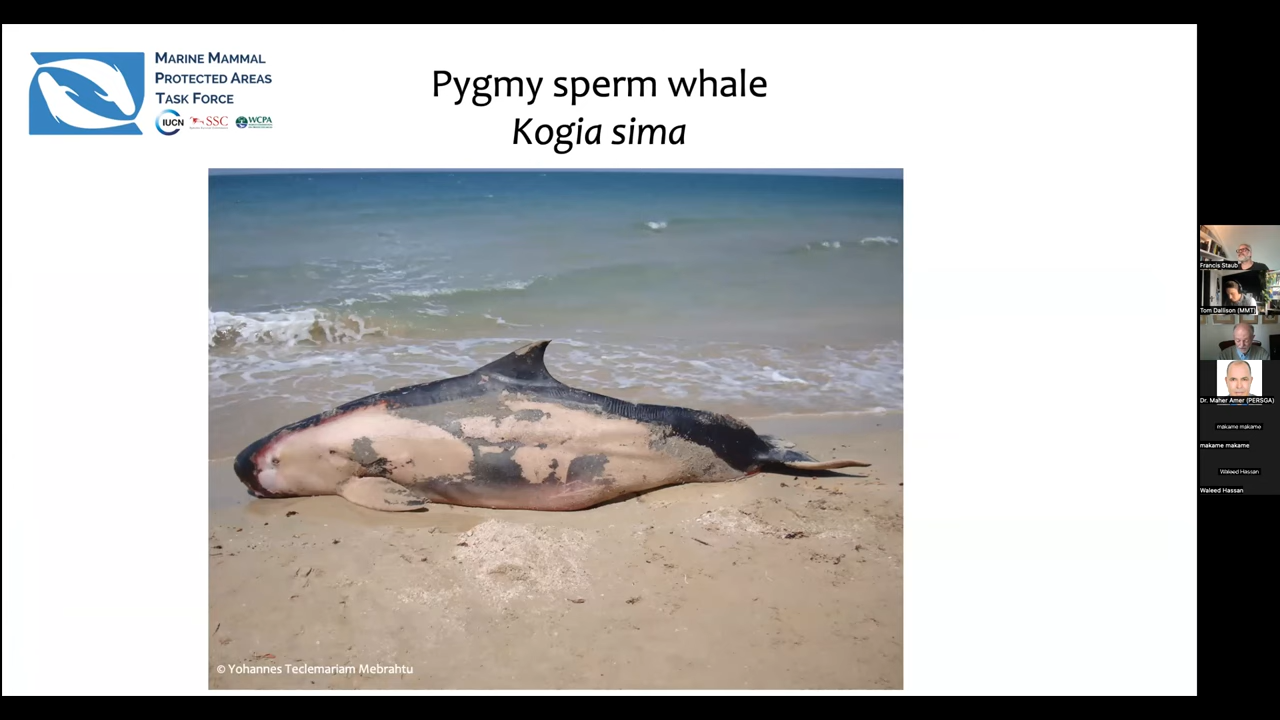 MARINE MAMMAL
PROTECTED AREAS
TASK FORCE
IUCN
SSC
WCPA
Pygmy sperm whale
Kogia sima
© Yohannes Teclemariam Mebrahtu
Francis Staub
Tom Dallison (MMT)
Dr. Maher Amer (PERSGA)
makame makame
makame makame
Waleed Hassan
Waleed Hassan